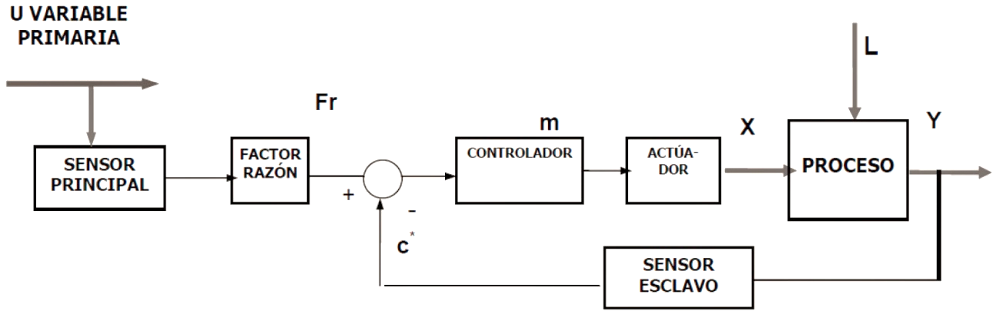 U VARIABLE
PRIMARIA
L
Fr
m
X
Y
SENSOR
PRINCIPAL
FACTOR
RAZÓN
CONTROLADOR
ACTÚA-
DOR
PROCESO
+
-
c*
SENSOR
ESCLAVO